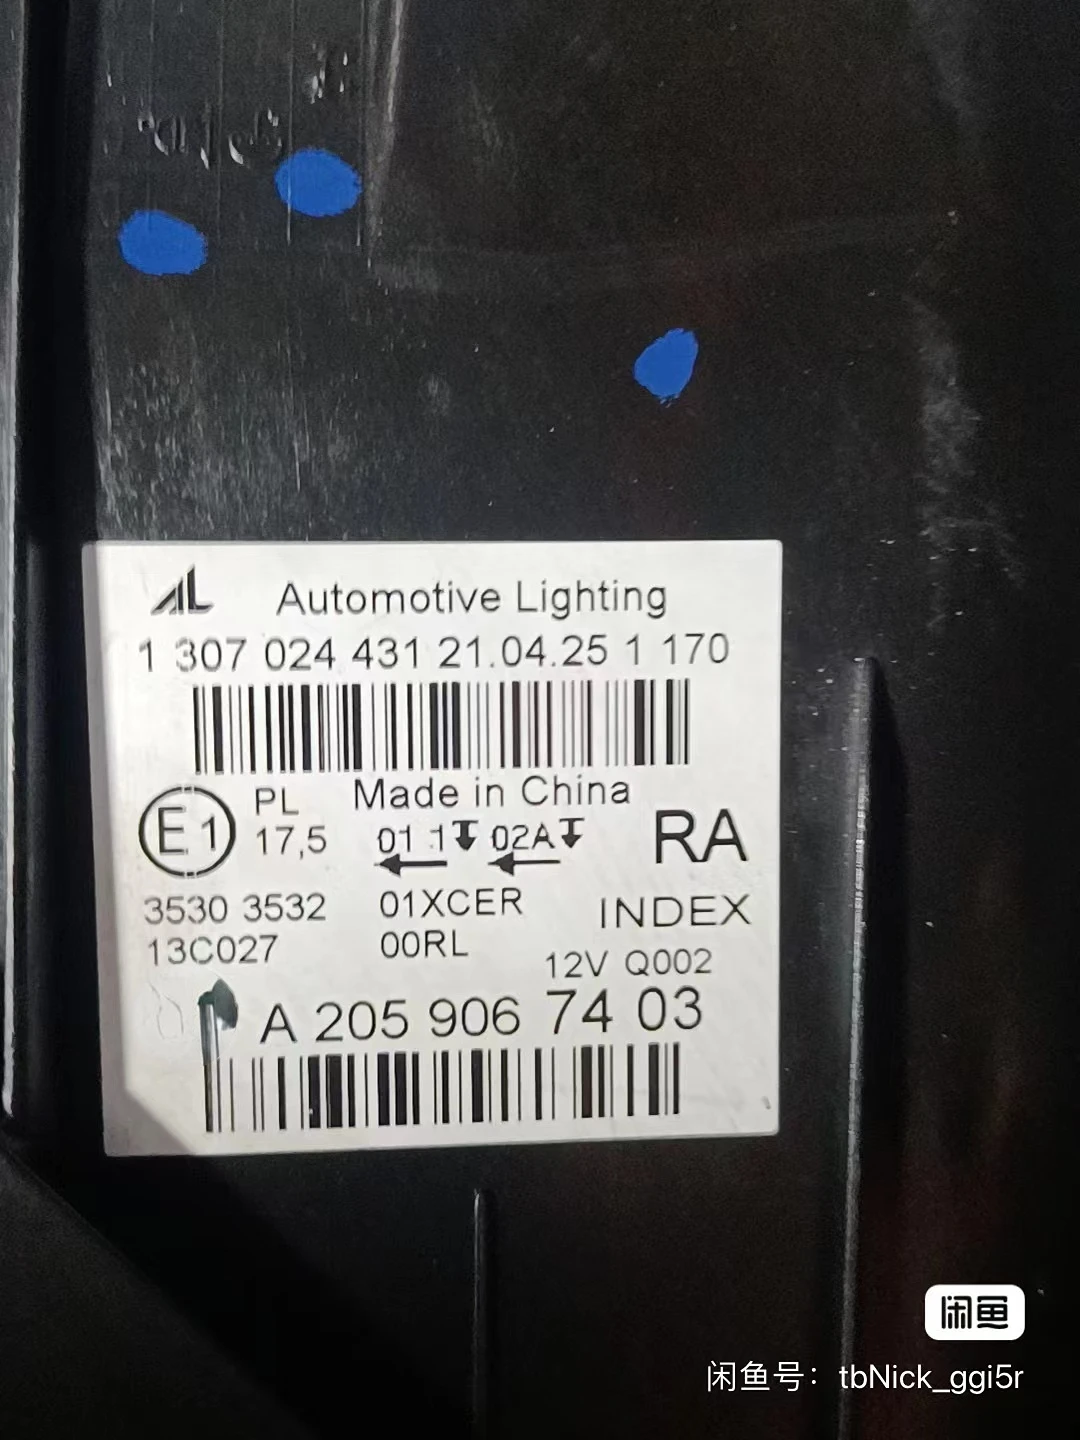 AL Automotive Lighting
1 307 024 431 21.04.25 1 170
Made in China
E1 PL
17,5
01 1 02A
RA
3530 3532 01XCER
INDEX
13C027 00RL
12V Q002
A 205 906 74 03
闲鱼
闲鱼号：tbNick_ggi5r